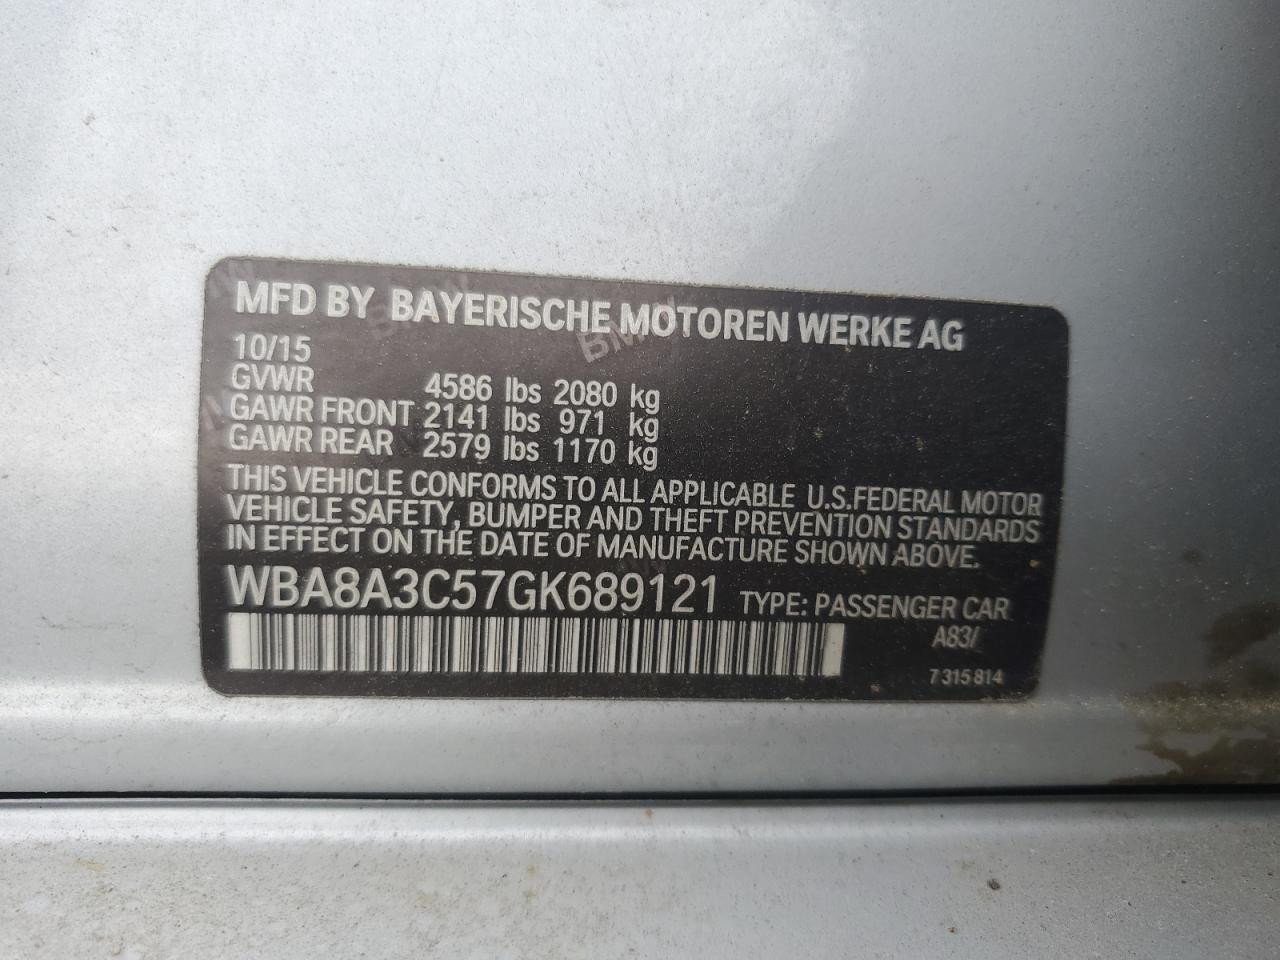 MFD BY BAYERISCHE MOTOREN WERKE AG
10/15
GVWR 4586 lbs 2080 kg
GAWR FRONT 2141 lbs 971 kg
GAWR REAR 2579 lbs 1170 kg
THIS VEHICLE CONFORMS TO ALL APPLICABLE U.S.FEDERAL MOTOR
VEHICLE SAFETY, BUMPER AND THEFT PREVENTION STANDARDS
IN EFFECT ON THE DATE OF MANUFACTURE SHOWN ABOVE.
WBA8A3C57GK689121 TYPE: PASSENGER CAR
A83/
7 315 814